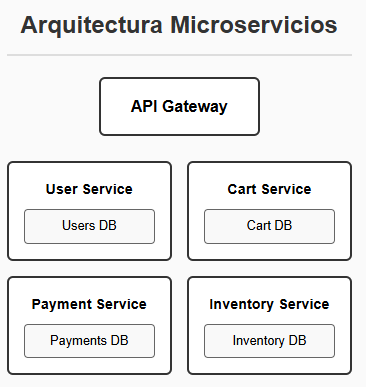 Arquitectura Microservicios
API Gateway
User Service
Users DB
Cart Service
Cart DB
Payment Service
Payments DB
Inventory Service
Inventory DB